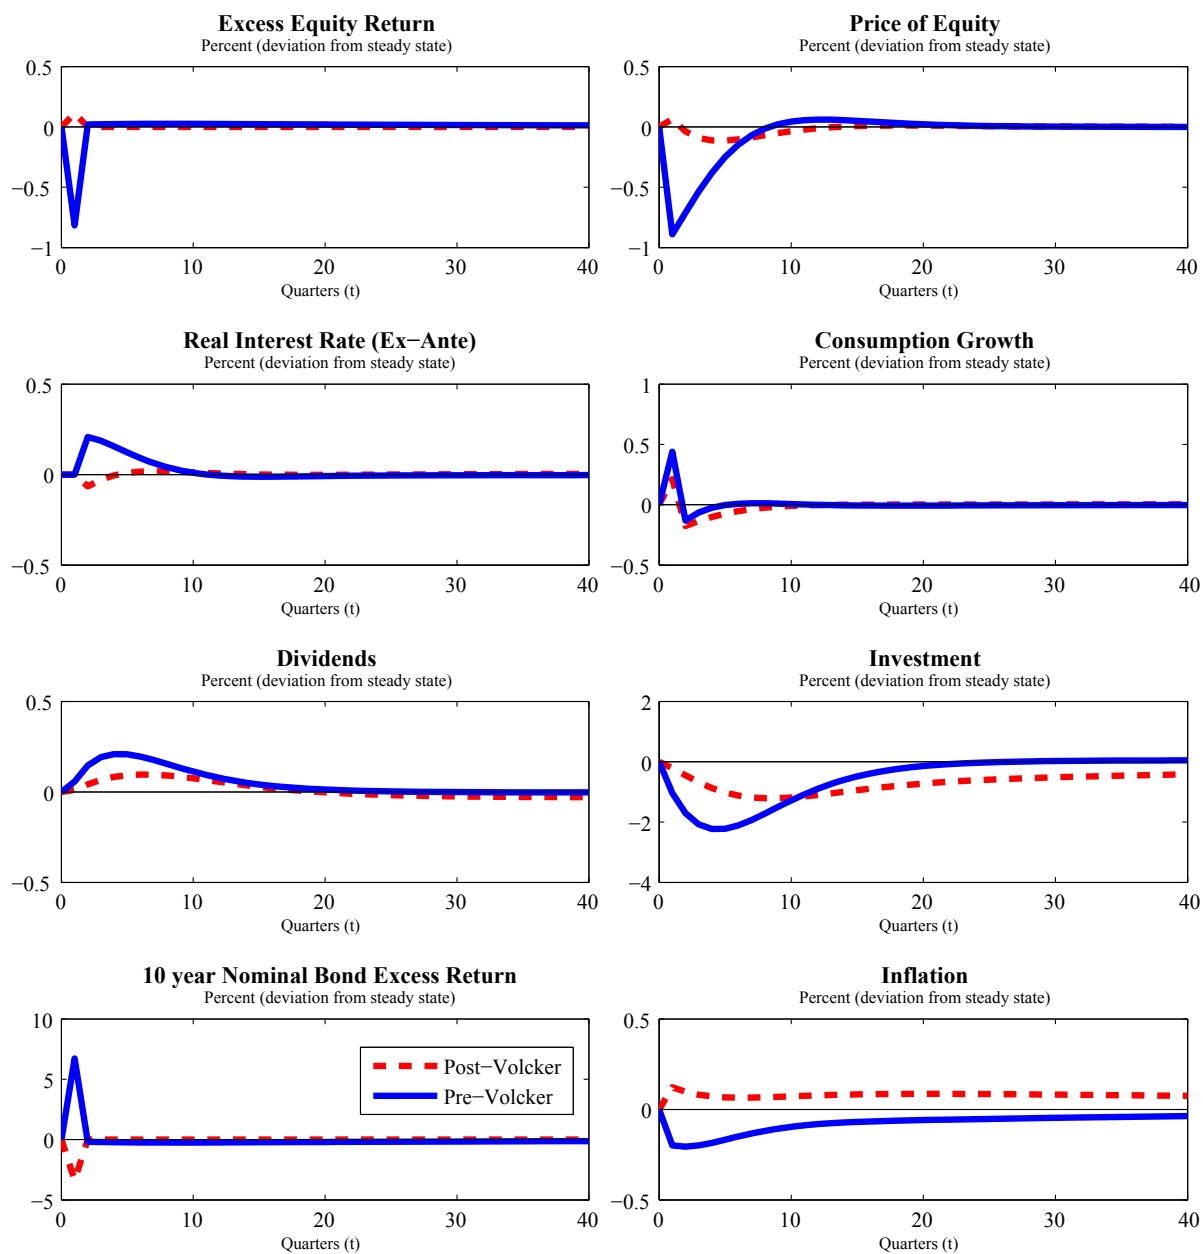 Excess Equity Return
Percent (deviation from steady state)
0.5
0
−0.5
−1
0 10 20 30 40
Quarters (t)
Price of Equity
Percent (deviation from steady state)
0.5
0
−0.5
−1
0 10 20 30 40
Quarters (t)
Real Interest Rate (Ex−Ante)
Percent (deviation from steady state)
0.5
0
−0.5
0 10 20 30 40
Quarters (t)
Consumption Growth
Percent (deviation from steady state)
1
0.5
0
−0.5
0 10 20 30 40
Quarters (t)
Dividends
Percent (deviation from steady state)
0.5
0
−0.5
0 10 20 30 40
Quarters (t)
Investment
Percent (deviation from steady state)
2
0
−2
−4
0 10 20 30 40
Quarters (t)
10 year Nominal Bond Excess Return
Percent (deviation from steady state)
10
5
0
−5
0 10 20 30 40
Quarters (t)
Post−Volcker
Pre−Volcker
Inflation
Percent (deviation from steady state)
0.5
0
−0.5
0 10 20 30 40
Quarters (t)